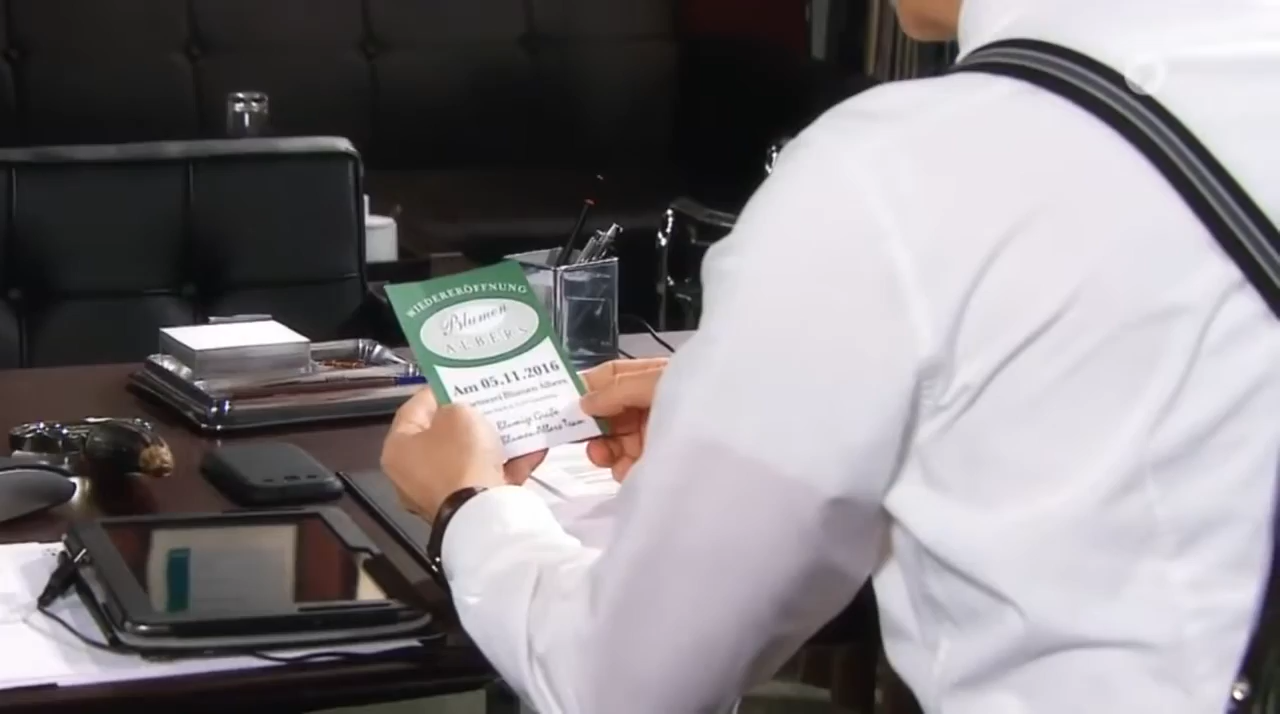 WIEDERERÖFFNUNG
Blumen
ALBERS
Am 05.11.2016
Blumen Albers
Blumige Grüße
Blumen Albers Team